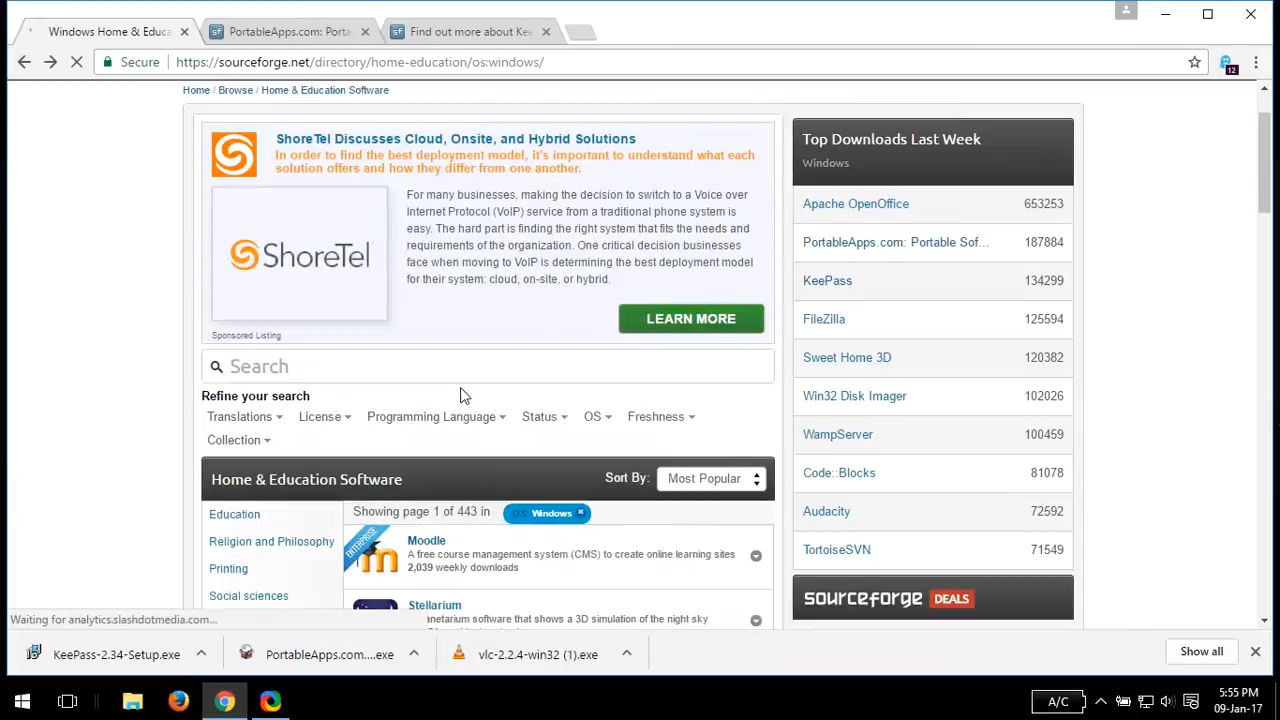 Windows Home & Educa
PortableApps.com: Porta
Find out more about Kee
Secure
https://sourceforge.net/directory/home-education/os:windows/
12
Home / Browse / Home & Education Software
ShoreTel Discusses Cloud, Onsite, and Hybrid Solutions
In order to find the best deployment model, it's important to understand what each
solution offers and how they differ from one another.
For many businesses, making the decision to switch to a Voice over
Internet Protocol (VoIP) service from a traditional phone system is
easy. The hard part is finding the right system that fits the needs and
requirements of the organization. One critical decision businesses
face when moving to VoIP is determining the best deployment model
for their system: cloud, on-site, or hybrid.
ShoreTel
LEARN MORE
Sponsored Listing
Search
Refine your search
Translations License Programming Language Status OS Freshness
Collection
Home & Education Software
Sort By: Most Popular
Education
Religion and Philosophy
Printing
Social sciences
Showing page 1 of 443 in OS: Windows
ENTERPRISE
Moodle
A free course management system (CMS) to create online learning sites
2,039 weekly downloads
Stellarium
anetarium software that shows a 3D simulation of the night sky
Top Downloads Last Week
Windows
Apache OpenOffice 653253
PortableApps.com: Portable Sof... 187884
KeePass 134299
FileZilla 125594
Sweet Home 3D 120382
Win32 Disk Imager 102026
WampServer 100459
Code::Blocks 81078
Audacity 72592
TortoiseSVN 71549
sourceforge DEALS
Waiting for analytics.slashdotmedia.com...
KeePass-2.34-Setup.exe
PortableApps.com....exe
vlc-2.2.4-win32 (1).exe
Show all
A/C
5:55 PM
09-Jan-17